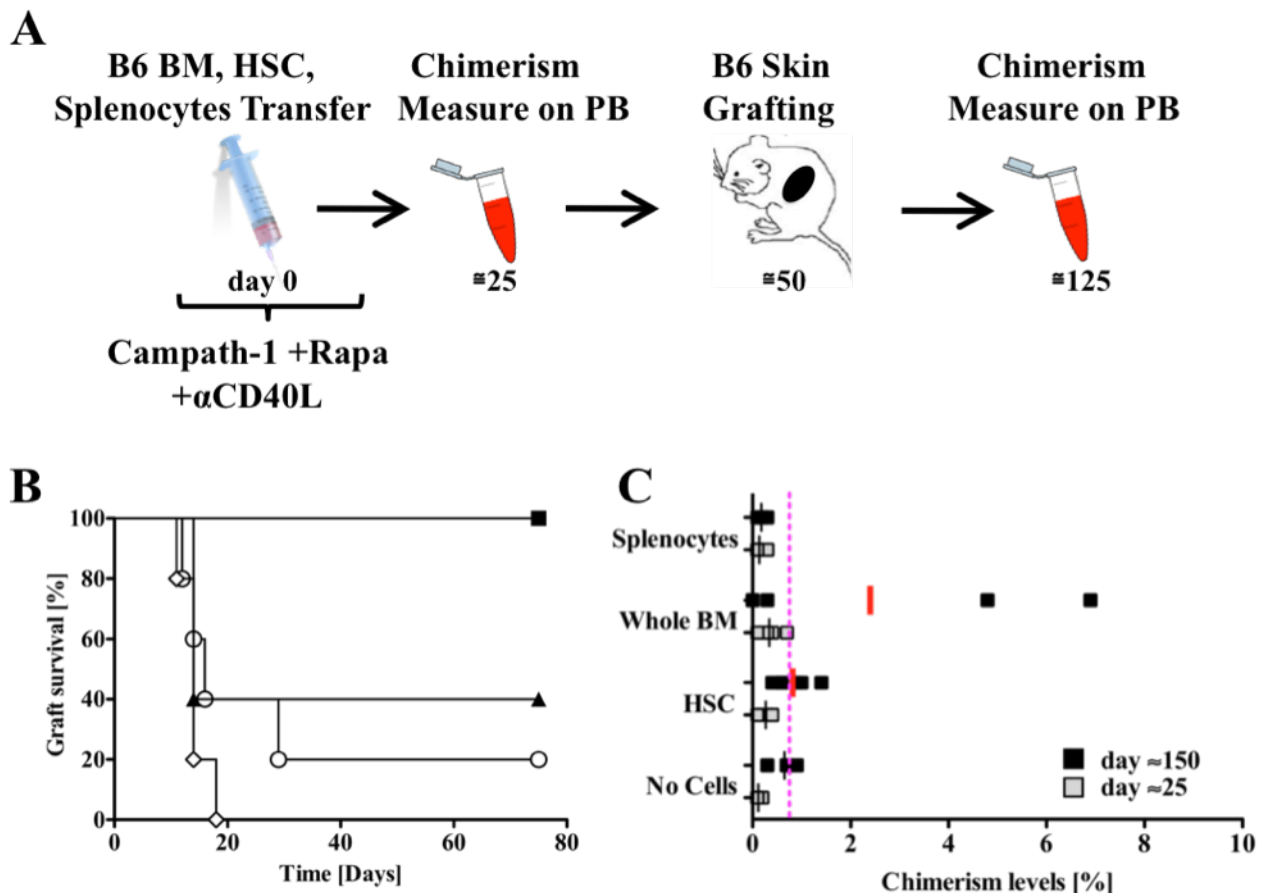 A
B6 BM, HSC,
Splenocytes Transfer
Chimerism
Measure on PB
B6 Skin
Grafting
Chimerism
Measure on PB
day 0
≅25
≅50
≅125
Campath-1 +Rapa
+αCD40L
B
Graft survival [%]
100
80
60
40
20
0
0 20 40 60 80
Time [Days]
C
Splenocytes
Whole BM
HSC
No Cells
day ≈150
day ≈25
0 2 4 6 8 10
Chimerism levels [%]